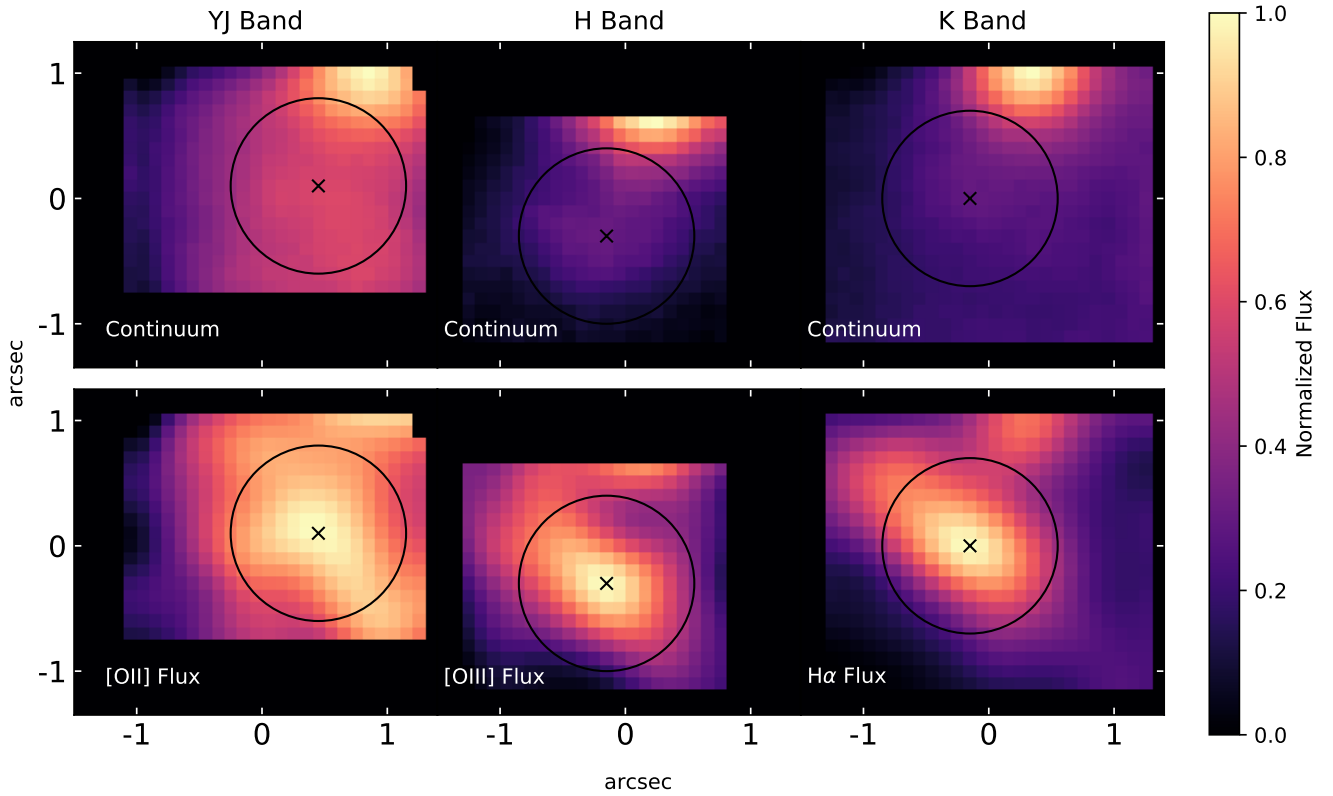 YJ Band H Band K Band
1
0
-1
Continuum Continuum Continuum
1
0
-1
[OII] Flux [OIII] Flux Hα Flux
-1 0 1 -1 0 1 -1 0 1
arcsec
arcsec
1.0
0.8
0.6
0.4
0.2
0.0
Normalized Flux